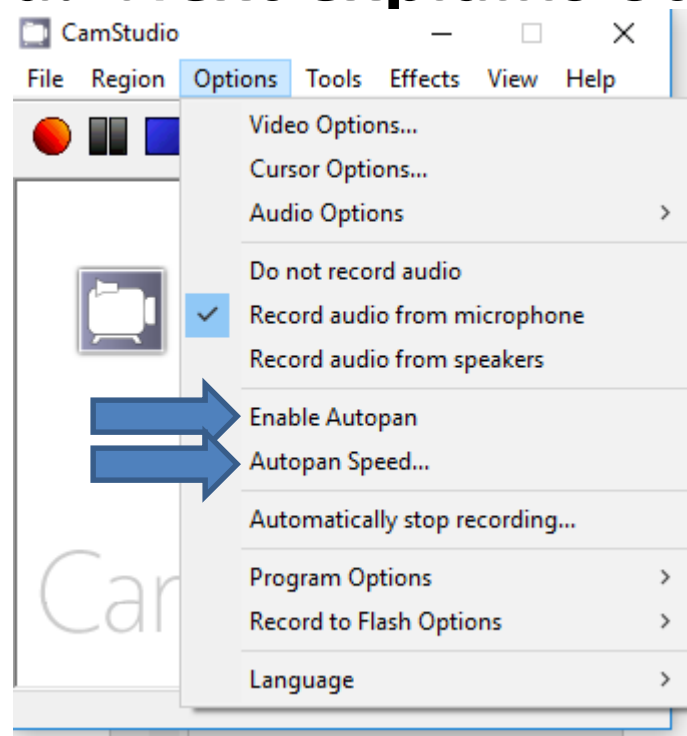 CamStudio
File Region Options Tools Effects View Help
Video Options...
Cursor Options...
Audio Options
Do not record audio
Record audio from microphone
Record audio from speakers
Enable Autopan
Autopan Speed...
Automatically stop recording...
Program Options
Record to Flash Options
Language